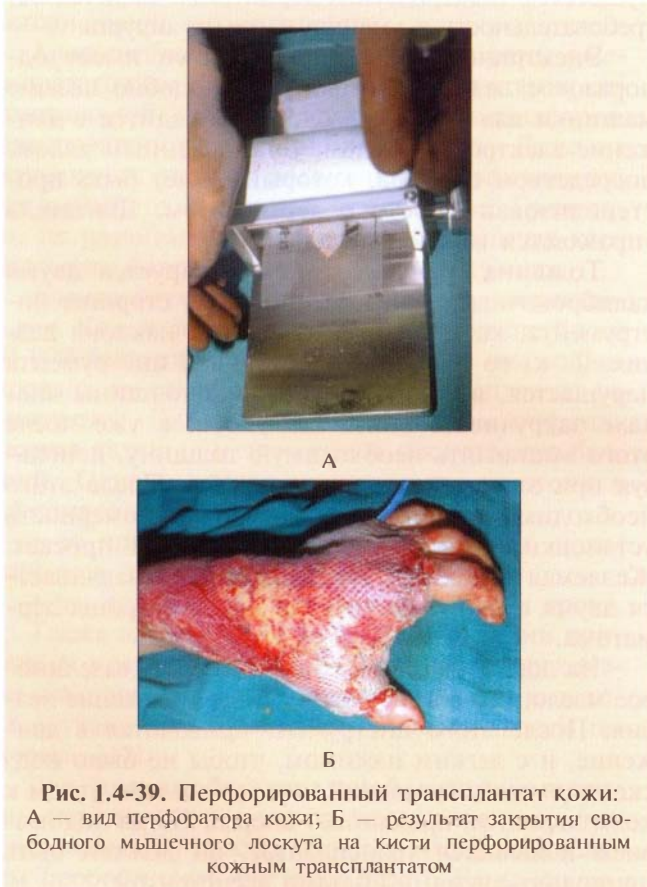 А
Б
Рис. 1.4-39. Перфорированный трансплантат кожи:
А — вид перфоратора кожи; Б — результат закрытия сво-
бодного мышечного лоскута на кисти перфорированным
кожным трансплантатом